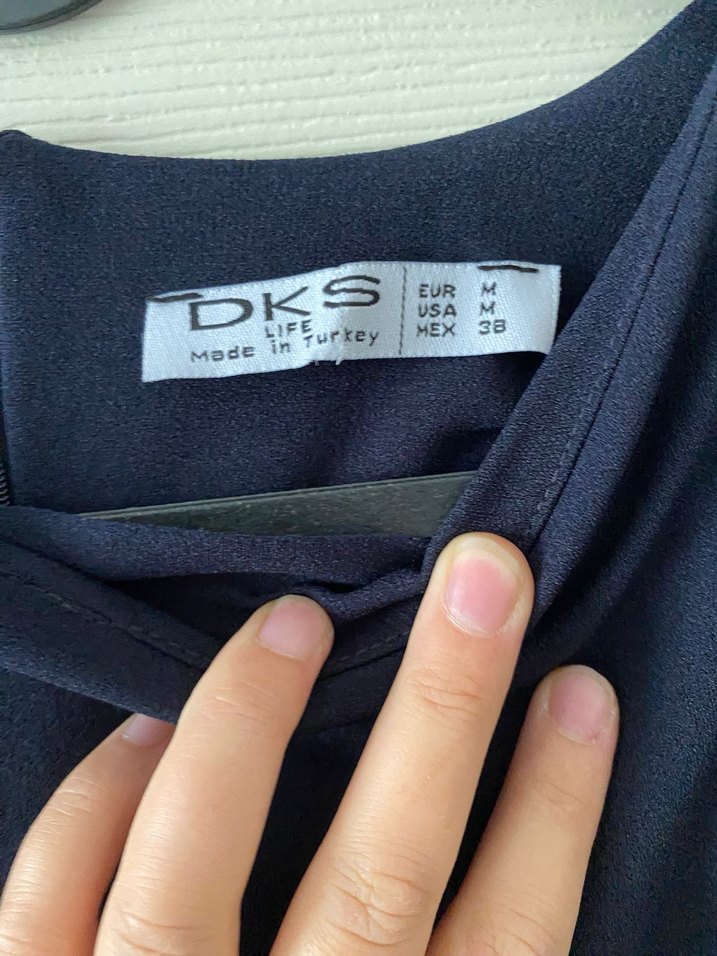 DKS
LIFE
Made in Turkey
EUR M
USA M
MEX 38